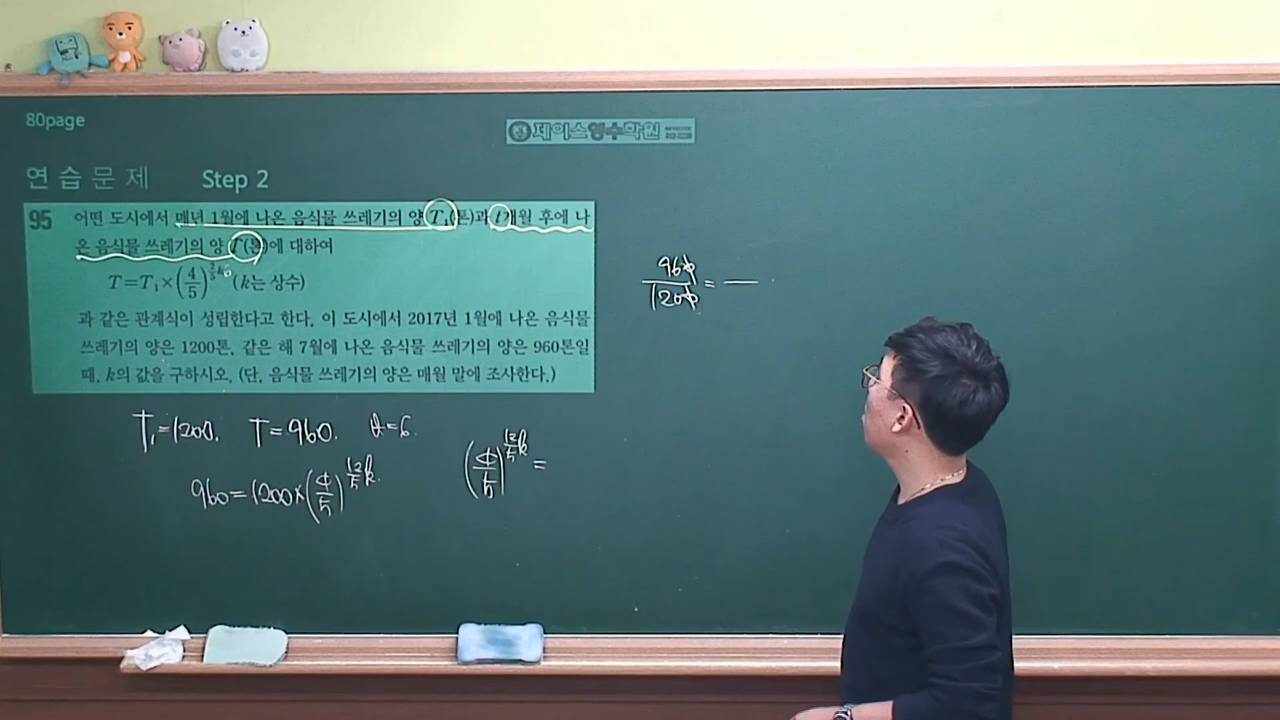 80page
제이스영수학원
연습문제 Step 2
95 어떤 도시에서 매년 1월에 나온 음식물 쓰레기의 양 T₁(톤)과 t개월 후에 나
온 음식물 쓰레기의 양 T(톤)에 대하여
(k는 상수)
과 같은 관계식이 성립한다고 한다. 이 도시에서 2017년 1월에 나온 음식물
쓰레기의 양은 1200톤, 같은 해 7월에 나온 음식물 쓰레기의 양은 960톤일
때, k의 값을 구하시오. (단, 음식물 쓰레기의 양은 매월 말에 조사한다.)
960/1200 = —
T₁=1200. T=960. t=6.
960=1200×(4/5)^(12/5 k).
(4/5)^(12/5 k) =